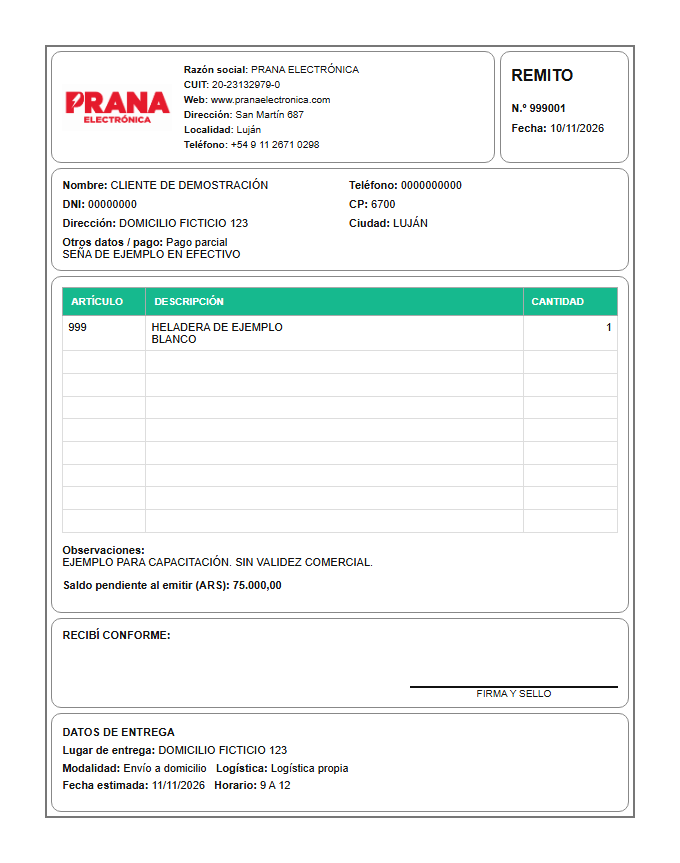 PRANA
ELECTRÓNICA
Razón social: PRANA ELECTRÓNICA
CUIT: 20-23132979-0
Web: www.pranaelectronica.com
Dirección: San Martín 687
Localidad: Luján
Teléfono: +54 9 11 2671 0298
REMITO
N.º 999001
Fecha: 10/11/2026
Nombre: CLIENTE DE DEMOSTRACIÓN
Teléfono: 0000000000
DNI: 00000000
CP: 6700
Dirección: DOMICILIO FICTICIO 123
Ciudad: LUJÁN
Otros datos / pago: Pago parcial
SEÑA DE EJEMPLO EN EFECTIVO
ARTÍCULO DESCRIPCIÓN CANTIDAD
999 HELADERA DE EJEMPLO 1
BLANCO
Observaciones:
EJEMPLO PARA CAPACITACIÓN. SIN VALIDEZ COMERCIAL.
Saldo pendiente al emitir (ARS): 75.000,00
RECIBÍ CONFORME:
FIRMA Y SELLO
DATOS DE ENTREGA
Lugar de entrega: DOMICILIO FICTICIO 123
Modalidad: Envío a domicilio Logística: Logística propia
Fecha estimada: 11/11/2026 Horario: 9 A 12